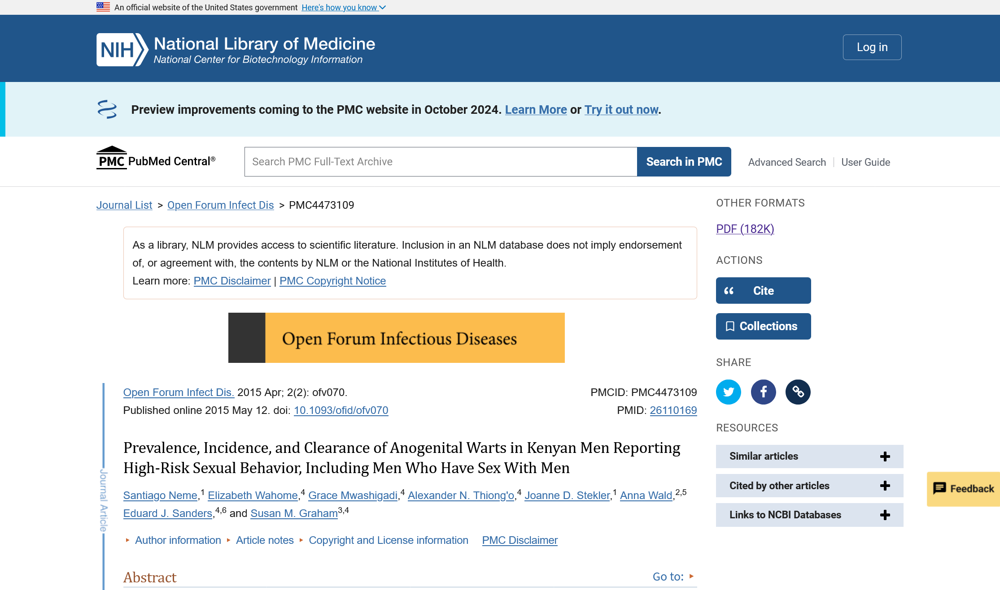 An official website of the United States government Here's how you know
NIH National Library of Medicine
National Center for Biotechnology Information
Log in
Preview improvements coming to the PMC website in October 2024. Learn More or Try it out now.
PMC PubMed Central®
Search PMC Full-Text Archive
Search in PMC
Advanced Search
User Guide
Journal List > Open Forum Infect Dis > PMC4473109
As a library, NLM provides access to scientific literature. Inclusion in an NLM database does not imply endorsement
of, or agreement with, the contents by NLM or the National Institutes of Health.
Learn more: PMC Disclaimer | PMC Copyright Notice
Open Forum Infectious Diseases
Journal Article
Open Forum Infect Dis. 2015 Apr; 2(2): ofv070.
Published online 2015 May 12. doi: 10.1093/ofid/ofv070
PMCID: PMC4473109
PMID: 26110169
Prevalence, Incidence, and Clearance of Anogenital Warts in Kenyan Men Reporting
High-Risk Sexual Behavior, Including Men Who Have Sex With Men
Santiago Neme,1 Elizabeth Wahome,4 Grace Mwashigadi,4 Alexander N. Thiong'o,4 Joanne D. Stekler,1 Anna Wald,2,5
Eduard J. Sanders,4,6 and Susan M. Graham3,4
Author information
Article notes
Copyright and License information
PMC Disclaimer
Abstract
Go to:
OTHER FORMATS
PDF (182K)
ACTIONS
Cite
Collections
SHARE
RESOURCES
Similar articles
Cited by other articles
Links to NCBI Databases
Feedback